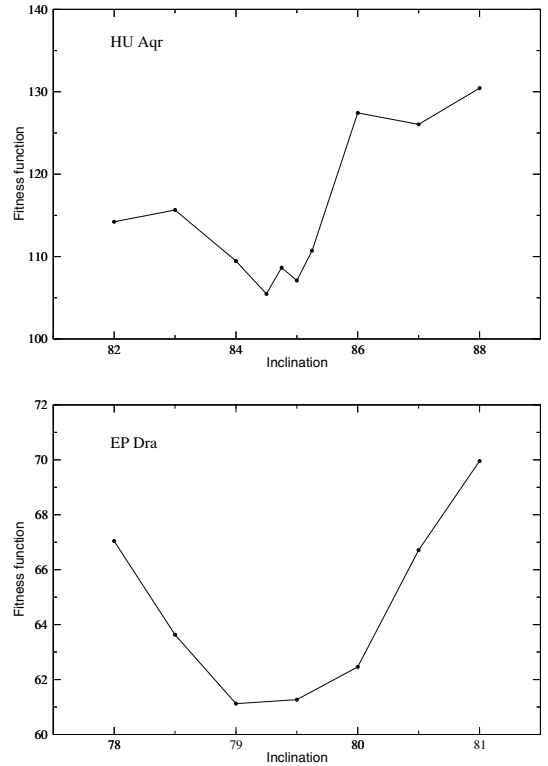 140
HU Aqr
130
120
110
100
Fitness function
82 84 86 88
Inclination
72
EP Dra
70
68
66
64
62
60
Fitness function
78 79 80 81
Inclination